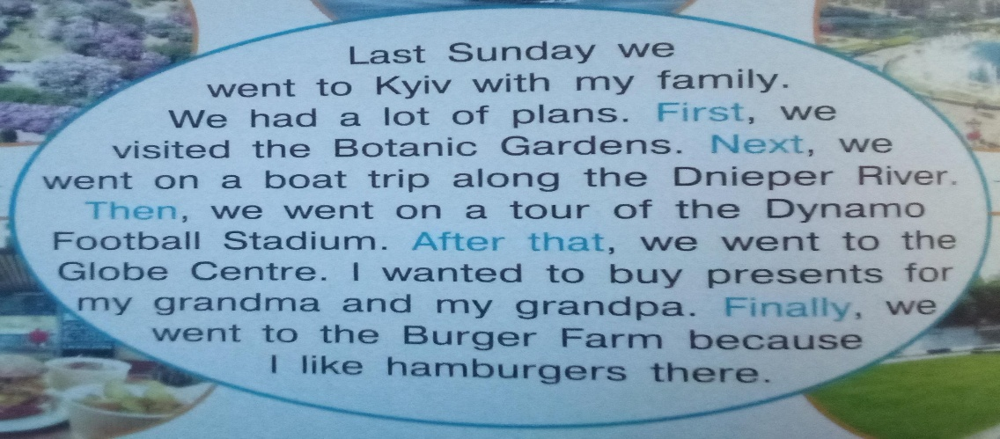 Last Sunday we
went to Kyiv with my family.
We had a lot of plans. First, we
visited the Botanic Gardens. Next, we
went on a boat trip along the Dnieper River.
Then, we went on a tour of the Dynamo
Football Stadium. After that, we went to the
Globe Centre. I wanted to buy presents for
my grandma and my grandpa. Finally, we
went to the Burger Farm because
I like hamburgers there.